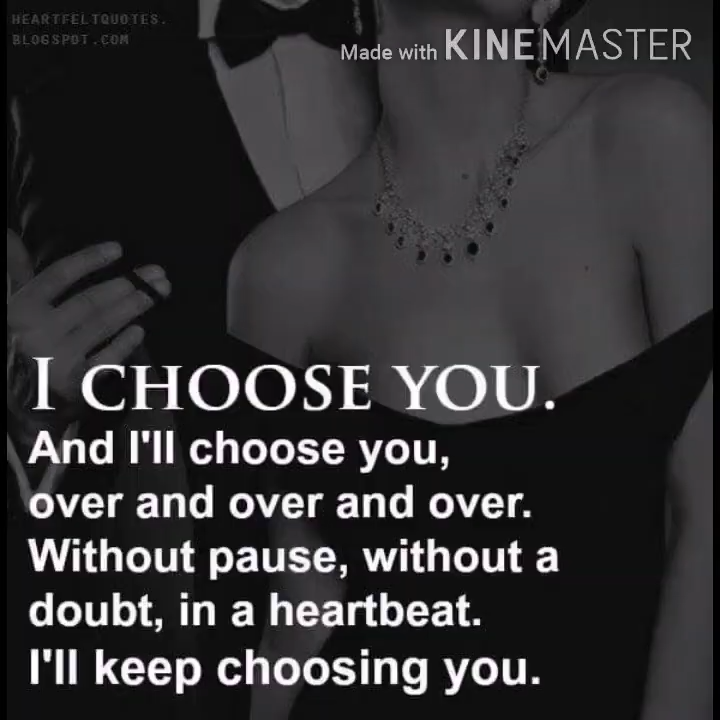 HEARTFELTQUOTES.
BLOGSPOT.COM
Made with KINEMASTER
I CHOOSE YOU.
And I'll choose you,
over and over and over.
Without pause, without a
doubt, in a heartbeat.
I'll keep choosing you.